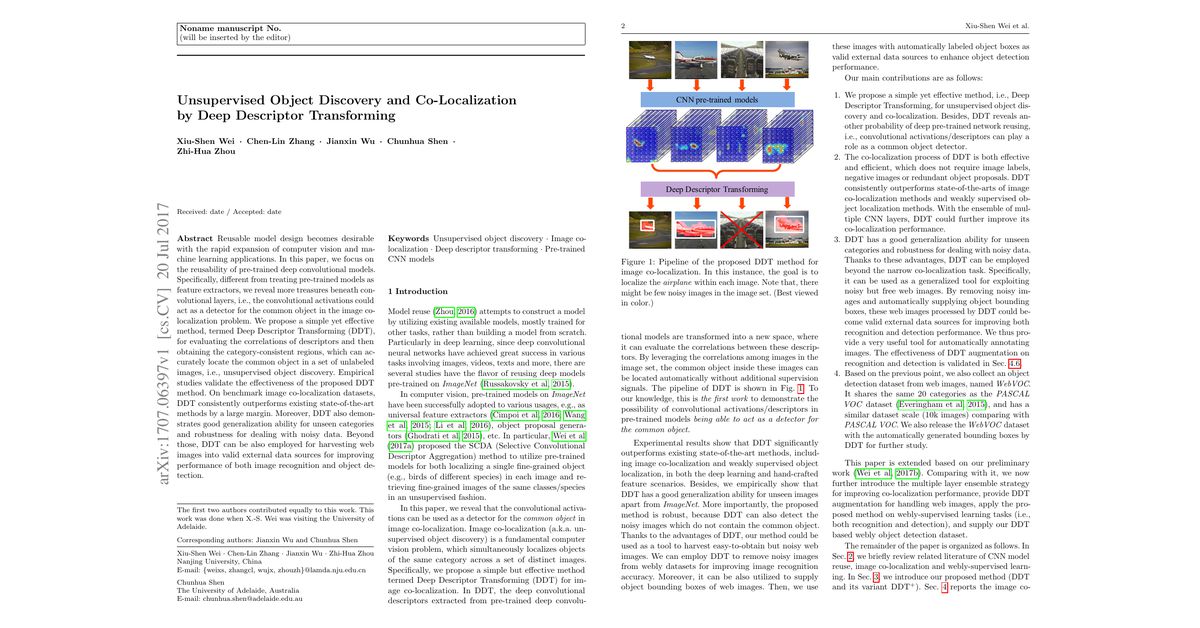 Noname manuscript No.
(will be inserted by the editor)
Unsupervised Object Discovery and Co-Localization
by Deep Descriptor Transforming
Xiu-Shen Wei · Chen-Lin Zhang · Jianxin Wu · Chunhua Shen ·
Zhi-Hua Zhou
Received: date / Accepted: date
arXiv:1707.06397v1 [cs.CV] 20 Jul 2017
Abstract Reusable model design becomes desirable
with the rapid expansion of computer vision and ma-
chine learning applications. In this paper, we focus on
the reusability of pre-trained deep convolutional models.
Specifically, different from treating pre-trained models as
feature extractors, we reveal more treasures beneath con-
volutional layers, i.e., the convolutional activations could
act as a detector for the common object in the image co-
localization problem. We propose a simple yet effective
method, termed Deep Descriptor Transforming (DDT),
for evaluating the correlations of descriptors and then
obtaining the category-consistent regions, which can ac-
curately locate the common object in a set of unlabeled
images, i.e., unsupervised object discovery. Empirical
studies validate the effectiveness of the proposed DDT
method. On benchmark image co-localization datasets,
DDT consistently outperforms existing state-of-the-art
methods by a large margin. Moreover, DDT also demon-
strates good generalization ability for unseen categories
and robustness for dealing with noisy data. Beyond
those, DDT can be also employed for harvesting web
images into valid external data sources for improving
performance of both image recognition and object de-
tection.
The first two authors contributed equally to this work. This
work was done when X.-S. Wei was visiting the University of
Adelaide.
Corresponding authors: Jianxin Wu and Chunhua Shen
Xiu-Shen Wei · Chen-Lin Zhang · Jianxin Wu · Zhi-Hua Zhou
Nanjing University, China
E-mail: {weixs, zhangcl, wujx, zhouzh}@lamda.nju.edu.cn
Chunhua Shen
The University of Adelaide, Australia
E-mail: chunhua.shen@adelaide.edu.au
Keywords Unsupervised object discovery · Image co-
localization · Deep descriptor transforming · Pre-trained
CNN models
1 Introduction
Model reuse (Zhou, 2016) attempts to construct a model
by utilizing existing available models, mostly trained for
other tasks, rather than building a model from scratch.
Particularly in deep learning, since deep convolutional
neural networks have achieved great success in various
tasks involving images, videos, texts and more, there are
several studies have the flavor of reusing deep models
pre-trained on ImageNet (Russakovsky et al, 2015).
In computer vision, pre-trained models on ImageNet
have been successfully adopted to various usages, e.g., as
universal feature extractors (Cimpoi et al, 2016; Wang
et al, 2015; Li et al, 2016), object proposal genera-
tors (Ghodrati et al, 2015), etc. In particular, Wei et al
(2017a) proposed the SCDA (Selective Convolutional
Descriptor Aggregation) method to utilize pre-trained
models for both localizing a single fine-grained object
(e.g., birds of different species) in each image and re-
trieving fine-grained images of the same classes/species
in an unsupervised fashion.
In this paper, we reveal that the convolutional activa-
tions can be used as a detector for the common object in
image co-localization. Image co-localization (a.k.a. un-
supervised object discovery) is a fundamental computer
vision problem, which simultaneously localizes objects
of the same category across a set of distinct images.
Specifically, we propose a simple but effective method
termed Deep Descriptor Transforming (DDT) for im-
age co-localization. In DDT, the deep convolutional
descriptors extracted from pre-trained deep convolu-
2 Xiu-Shen Wei et al.
CNN pre-trained models
Deep Descriptor Transforming
Figure 1: Pipeline of the proposed DDT method for
image co-localization. In this instance, the goal is to
localize the airplane within each image. Note that, there
might be few noisy images in the image set. (Best viewed
in color.)
tional models are transformed into a new space, where
it can evaluate the correlations between these descrip-
tors. By leveraging the correlations among images in
the image set, the common object inside these images can
be located automatically without additional supervision
signals. The pipeline of DDT is shown in Fig. 1. To
our knowledge, this is the first work to demonstrate the
possibility of convolutional activations/descriptors in
pre-trained models being able to act as a detector for
the common object.
Experimental results show that DDT significantly
outperforms existing state-of-the-art methods, includ-
ing image co-localization and weakly supervised object
localization, in both the deep learning and hand-crafted
feature scenarios. Besides, we empirically show that
DDT has a good generalization ability for unseen images
apart from ImageNet. More importantly, the proposed
method is robust, because DDT can also detect the
noisy images which do not contain the common object.
Thanks to the advantages of DDT, our method could be
used as a tool to harvest easy-to-obtain but noisy web
images. We can employ DDT to remove noisy images
from webly datasets for improving image recognition
accuracy. Moreover, it can be also utilized to supply
object bounding boxes of web images. Then, we use
these images with automatically labeled object boxes as
valid external data sources to enhance object detection
performance.
Our main contributions are as follows:
1. We propose a simple yet effective method, i.e., Deep
Descriptor Transforming, for unsupervised object dis-
covery and co-localization. Besides, DDT reveals an-
other probability of deep pre-trained network reusing,
i.e., convolutional activations/descriptors can play a
role as a common object detector.
2. The co-localization process of DDT is both effective
and efficient, which does not require image labels,
negative images or redundant object proposals. DDT
consistently outperforms state-of-the-arts of image
co-localization methods and weakly supervised ob-
ject localization methods. With the ensemble of mul-
tiple CNN layers, DDT could further improve its
co-localization performance.
3. DDT has a good generalization ability for unseen
categories and robustness for dealing with noisy data.
Thanks to these advantages, DDT can be employed
beyond the narrow co-localization task. Specifically,
it can be used as a generalized tool for exploiting
noisy but free web images. By removing noisy im-
ages and automatically supplying object bounding
boxes, these web images processed by DDT could be-
come valid external data sources for improving both
recognition and detection performance. We thus pro-
vide a very useful tool for automatically annotating
images. The effectiveness of DDT augmentation on
recognition and detection is validated in Sec. 4.6.
4. Based on the previous point, we also collect an object
detection dataset from web images, named WebVOC.
It shares the same 20 categories as the PASCAL
VOC dataset (Everingham et al, 2015), and has a
similar dataset scale (10k images) comparing with
PASCAL VOC. We also release the WebVOC dataset
with the automatically generated bounding boxes by
DDT for further study.
This paper is extended based on our preliminary
work (Wei et al, 2017b). Comparing with it, we now
further introduce the multiple layer ensemble strategy
for improving co-localization performance, provide DDT
augmentation for handling web images, apply the pro-
posed method on webly-supervised learning tasks (i.e.,
both recognition and detection), and supply our DDT
based webly object detection dataset.
The remainder of the paper is organized as follows. In
Sec. 2, we briefly review related literature of CNN model
reuse, image co-localization and webly-supervised learn-
ing. In Sec. 3, we introduce our proposed method (DDT
and its variant DDT⁺). Sec. 4 reports the image co-